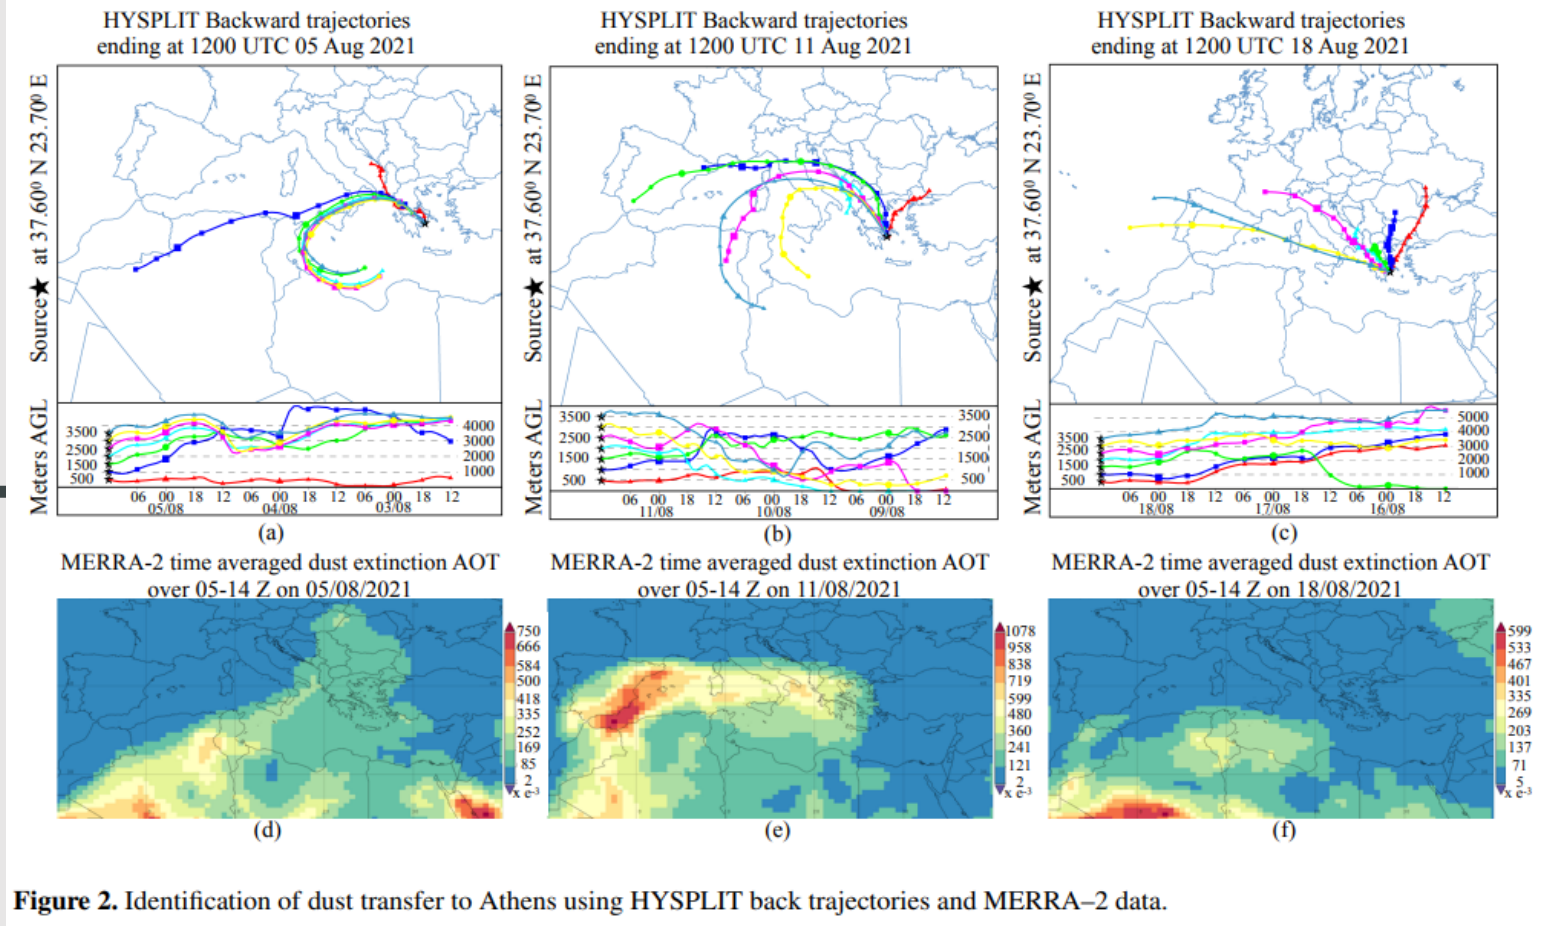 HYSPLIT Backward trajectories
ending at 1200 UTC 05 Aug 2021
HYSPLIT Backward trajectories
ending at 1200 UTC 11 Aug 2021
HYSPLIT Backward trajectories
ending at 1200 UTC 18 Aug 2021
Source★ at 37.60⁰ N 23.70⁰ E
Source★ at 37.60⁰ N 23.70⁰ E
Source★ at 37.60⁰ N 23.70⁰ E
Meters AGL
3500
2500
1500
500
4000
3000
2000
1000
06 00 18 12 06 00 18 06 00 18 12
05/08 04/08 03/08
Meters AGL
3500
2500
1500
500
3500
2500
1500
500
06 00 18 12 06 00 18 12 06 00 18 12
11/08 10/08 09/08
Meters AGL
3500
2500
1500
500
5000
4000
3000
2000
1000
06 00 18 12 06 00 18 12 06 00 18 12
18/08 17/08 16/08
(a)
(b)
(c)
MERRA-2 time averaged dust extinction AOT
over 05-14 Z on 05/08/2021
MERRA-2 time averaged dust extinction AOT
over 05-14 Z on 11/08/2021
MERRA-2 time averaged dust extinction AOT
over 05-14 Z on 18/08/2021
750
666
584
500
418
335
252
169
85
2
x e⁻³
1078
958
838
719
599
480
360
241
121
2
x e⁻³
599
533
467
401
335
269
203
137
71
5
x e⁻³
(d)
(e)
(f)
Figure 2. Identification of dust transfer to Athens using HYSPLIT back trajectories and MERRA–2 data.